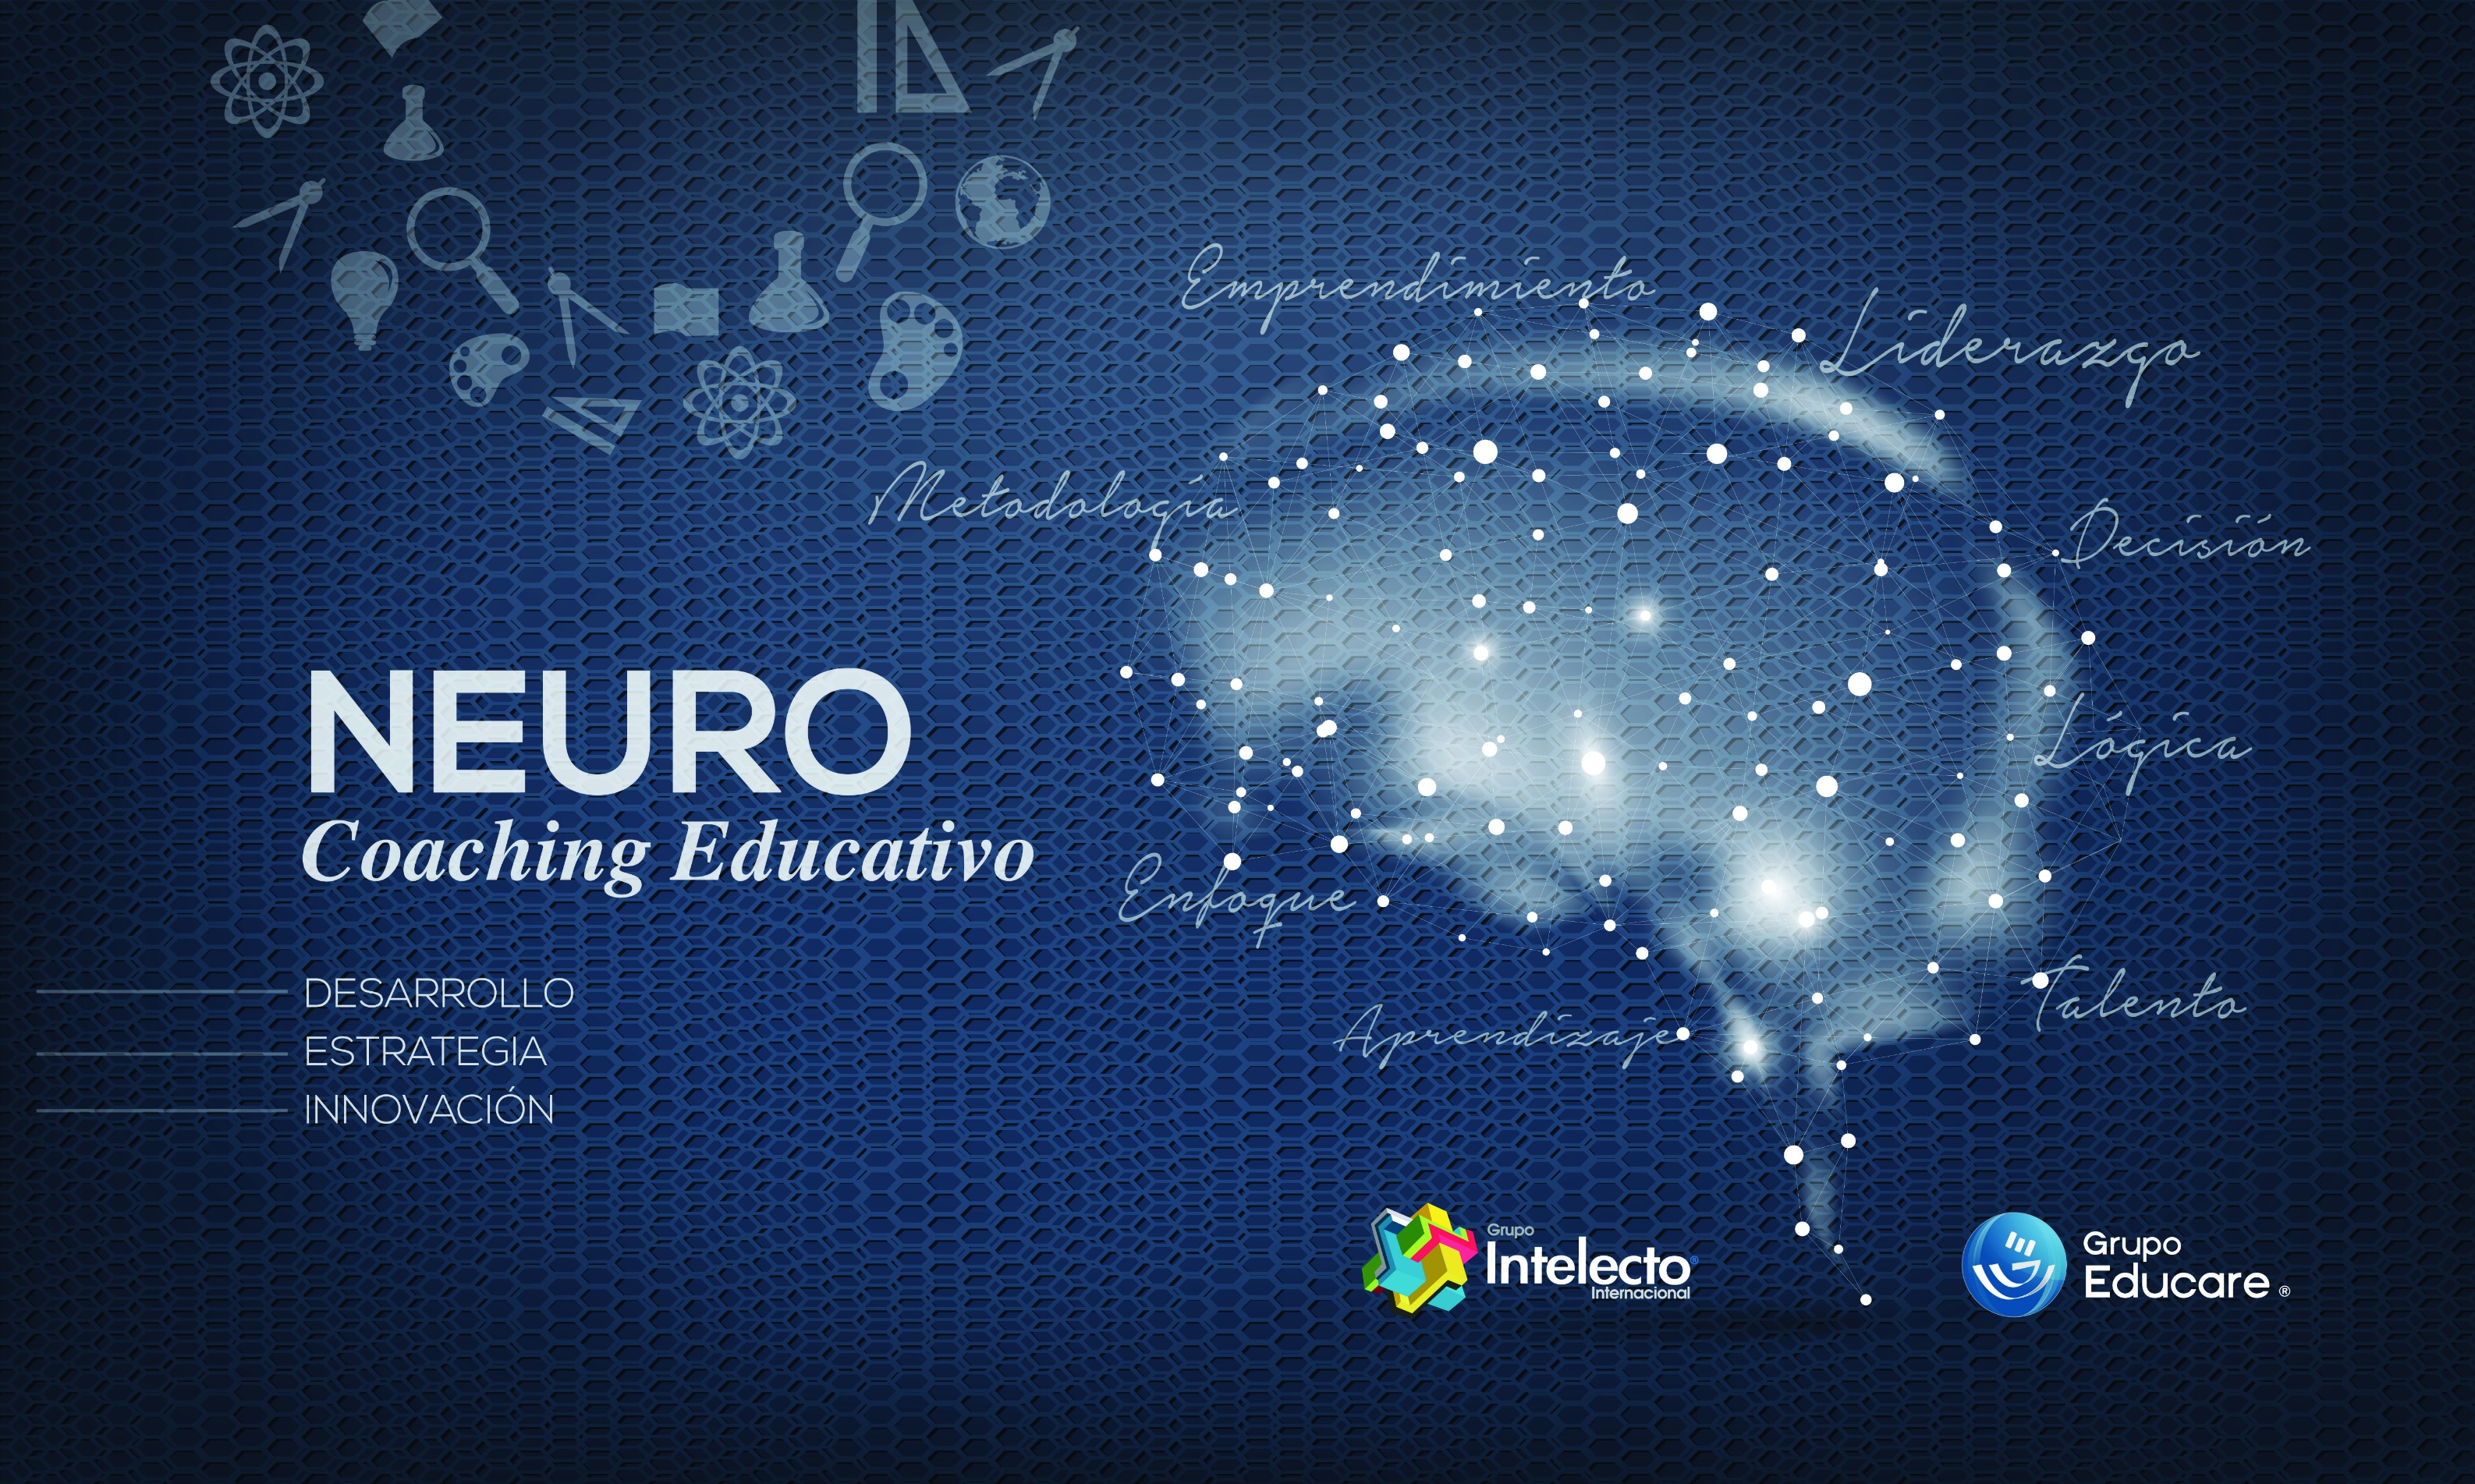 Emprendimiento
Liderazgo
Metodología
Decisión
NEURO
Coaching Educativo
Lógica
Enfoque
DESARROLLO
ESTRATEGIA
INNOVACIÓN
Talento
Aprendizaje
Grupo
Intelecto®
Internacional
Grupo
Educare ®